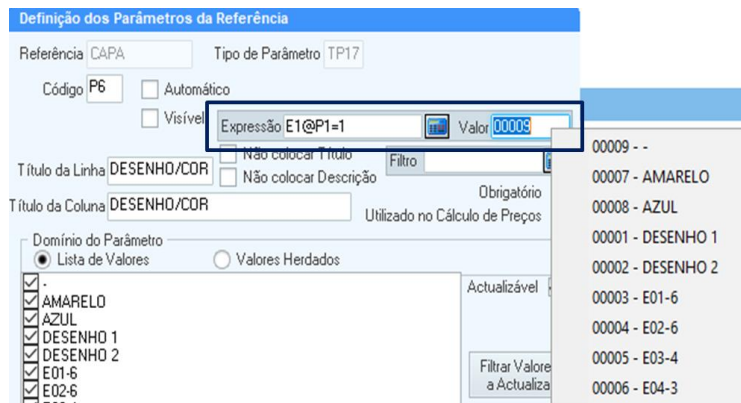 Definição dos Parâmetros da Referência
Referência CAPA Tipo de Parâmetro TP17
Código P6 Automático
Visível
Expressão E1@P1=1 Valor 00009
Não colocar Título Filtro
Título da Linha DESENHO/COR Não colocar Descrição
Obrigatório
Título da Coluna DESENHO/COR Utilizado no Cálculo de Preços
Domínio do Parâmetro
Lista de Valores Valores Herdados
-
AMARELO
AZUL
DESENHO 1
DESENHO 2
E01-6
E02-6
Actualizável
Filtrar Valore
a Actualiza
00009 - -
00007 - AMARELO
00008 - AZUL
00001 - DESENHO 1
00002 - DESENHO 2
00003 - E01-6
00004 - E02-6
00005 - E03-4
00006 - E04-3